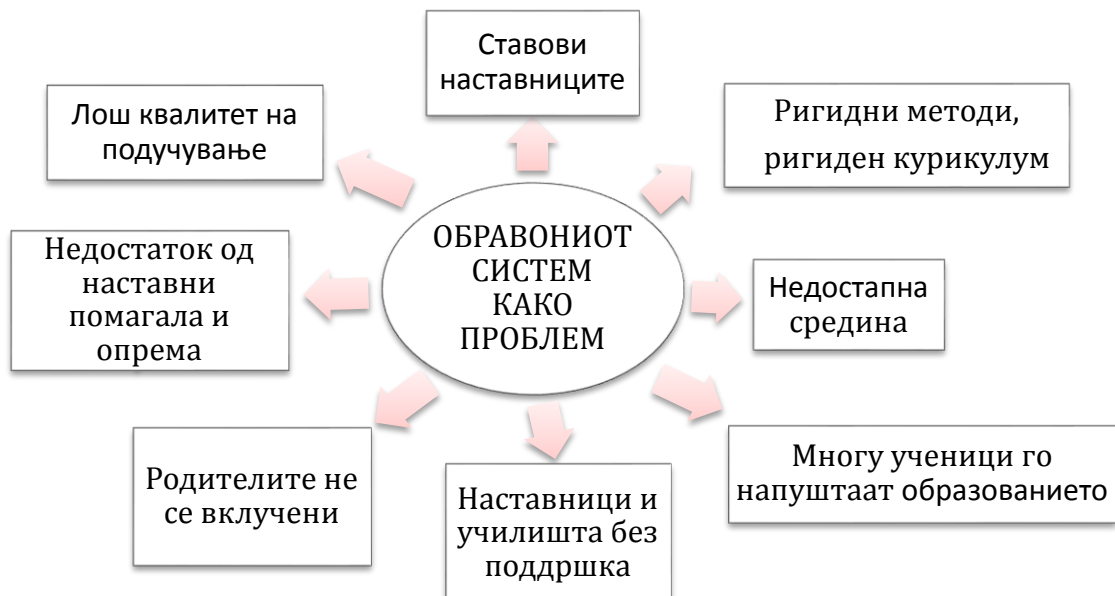 Ставови
наставниците
Лош квалитет на
подучување
Ригидни методи,
ригиден курикулум
ОБРАВОНИОТ
СИСТЕМ
КАКО
ПРОБЛЕМ
Недостаток од
наставни
помагала и
опрема
Недостапна
средина
Родителите не
се вклучени
Наставници и
училишта без
поддршка
Многу ученици го
напуштаат образованието